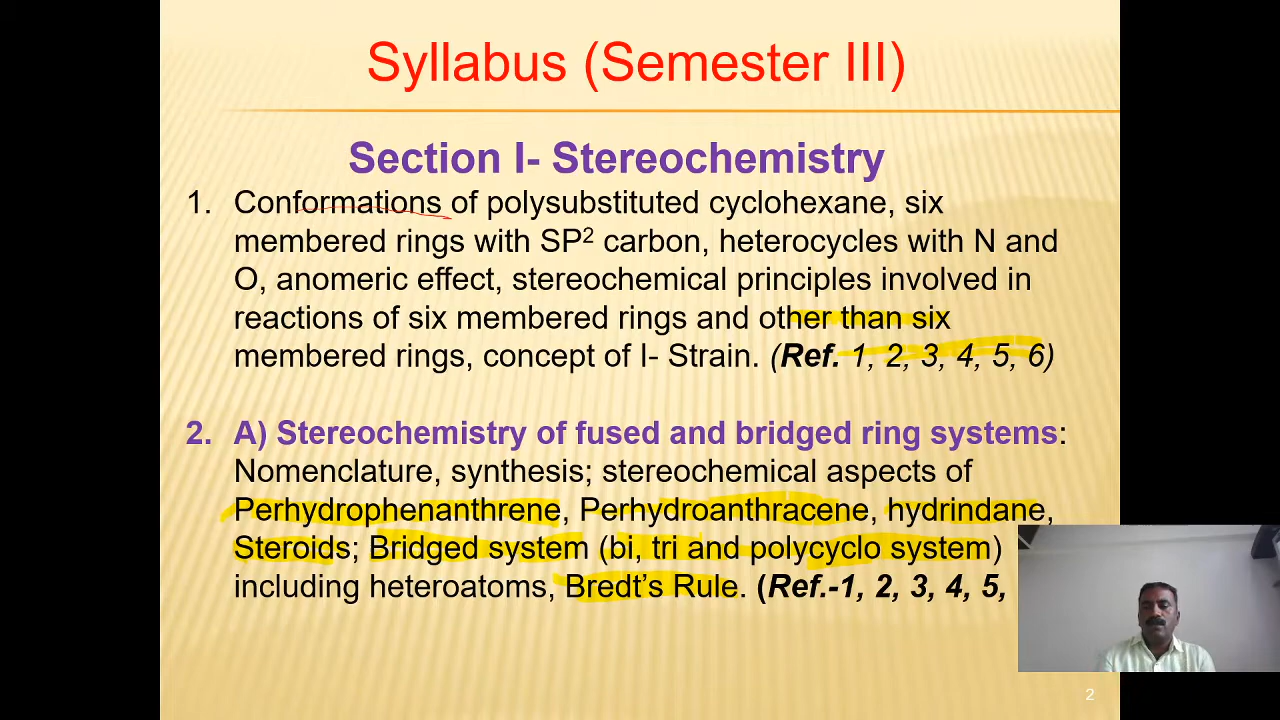 Syllabus (Semester III)
Section I- Stereochemistry
1. Conformations of polysubstituted cyclohexane, six
membered rings with SP² carbon, heterocycles with N and
O, anomeric effect, stereochemical principles involved in
reactions of six membered rings and other than six
membered rings, concept of I- Strain. (Ref. 1, 2, 3, 4, 5, 6)
2. A) Stereochemistry of fused and bridged ring systems:
Nomenclature, synthesis; stereochemical aspects of
Perhydrophenanthrene, Perhydroanthracene, hydrindane,
Steroids; Bridged system (bi, tri and polycyclo system)
including heteroatoms, Bredt's Rule. (Ref.-1, 2, 3, 4, 5,
2